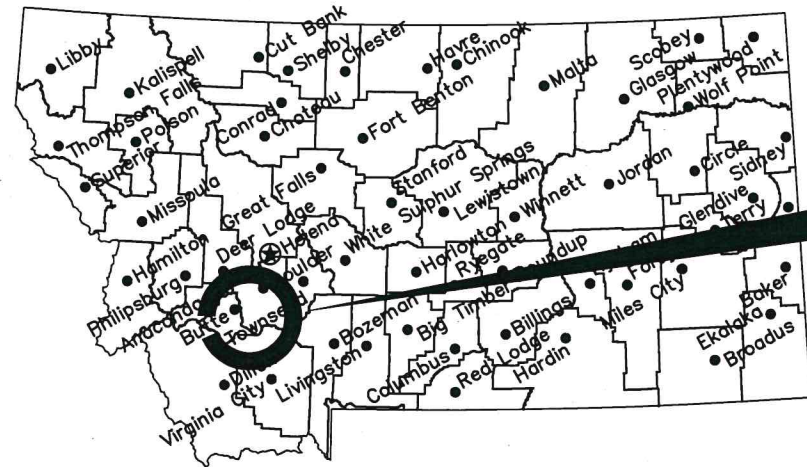 Libby
Cut Bank
Shelby
Chester
Havre
Chinook
Scobey
Plentywood
Kalispell
Malta
Glasgow
Wolf Point
Thompson Falls
Polson
Conrad
Choteau
Fort Benton
Superior
Great Falls
Stanford
Jordan
Circle
Sidney
Missoula
White Sulphur Springs
Lewistown
Winnett
Glendive
Terry
Hamilton
Deer Lodge
Helena
Boulder
Harlowton
Ryegate
Roundup
Philipsburg
Anaconda
Butte
Townsend
Bozeman
Big Timber
Billings
Miles City
Baker
Ekalaka
Dillon
Livingston
Columbus
Red Lodge
Hardin
Broadus
Virginia City